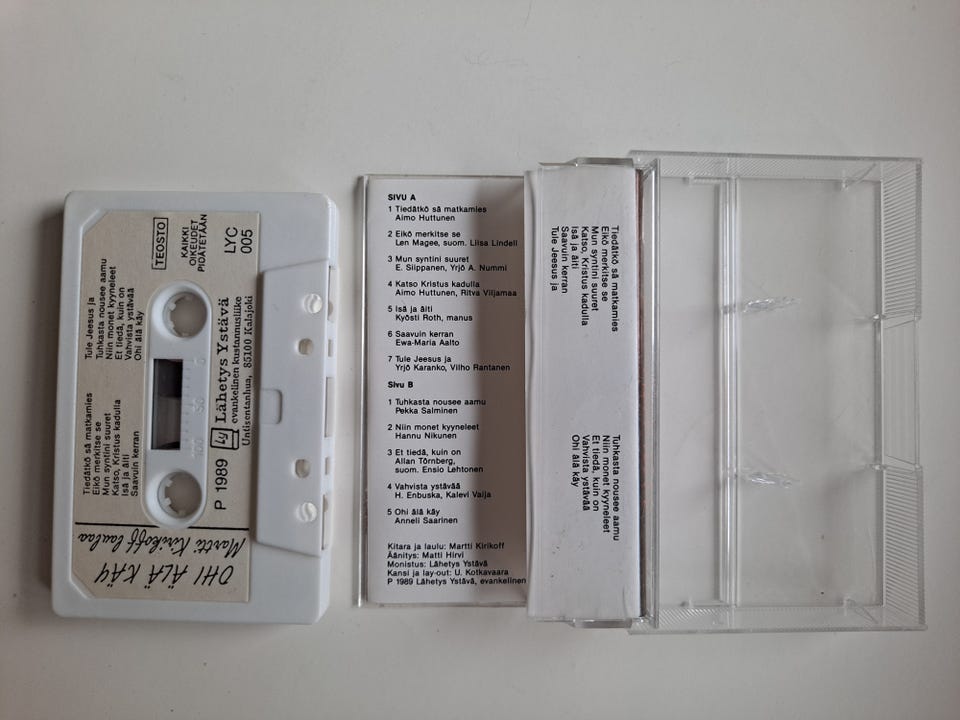 OHI ÄLÄ KÄY
Martti Kirikoff laulaa
Tiedätkö sä matkamies
Eikö merkitse se
Mun syntini suuret
Katso, Kristus kadulla
Isä ja äiti
Saavuin kerran
Tule Jeesus ja
Tuhkasta nousee aamu
Niin monet kyyneleet
Et tiedä, kuin on
Vahvista ystävää
Ohi älä käy
TEOSTO
KAIKKI
OIKEUDET
PIDÄTETÄÄN
LYC
005
0 50 100
P 1989
Ly
Lähetys Ystävä
evankelinen kustannusliike
Untisentanhua, 85100 Kalajoki
SIVU A
1 Tiedätkö sä matkamies
Aimo Huttunen
2 Eikö merkitse se
Len Magee, suom. Liisa Lindell
3 Mun syntini suuret
E. Siippanen, Yrjö A. Nummi
4 Katso Kristus kadulla
Aimo Huttunen, Ritva Viljamaa
5 Isä ja äiti
Kyösti Roth, manus
6 Saavuin kerran
Ewa-Maria Aalto
7 Tule Jeesus ja
Yrjö Karanko, Vilho Rantanen
Sivu B
1 Tuhkasta nousee aamu
Pekka Salminen
2 Niin monet kyyneleet
Hannu Nikunen
3 Et tiedä, kuin on
Allan Törnberg,
suom. Ensio Lehtonen
4 Vahvista ystävää
H. Enbuska, Kalevi Valja
5 Ohi älä käy
Anneli Saarinen
Kitara ja laulu: Martti Kirikoff
Äänitys: Matti Hirvi
Monistus: Lähetys Ystävä
Kansi ja lay-out: U. Kotkavaara
P 1989 Lähetys Ystävä, evankelinen
Tiedätkö sä matkamies
Eikö merkitse se
Mun syntini suuret
Katso, Kristus kadulla
Isä ja äiti
Saavuin kerran
Tule Jeesus ja
Tuhkasta nousee aamu
Niin monet kyyneleet
Et tiedä, kuin on
Vahvista ystävää
Ohi älä käy